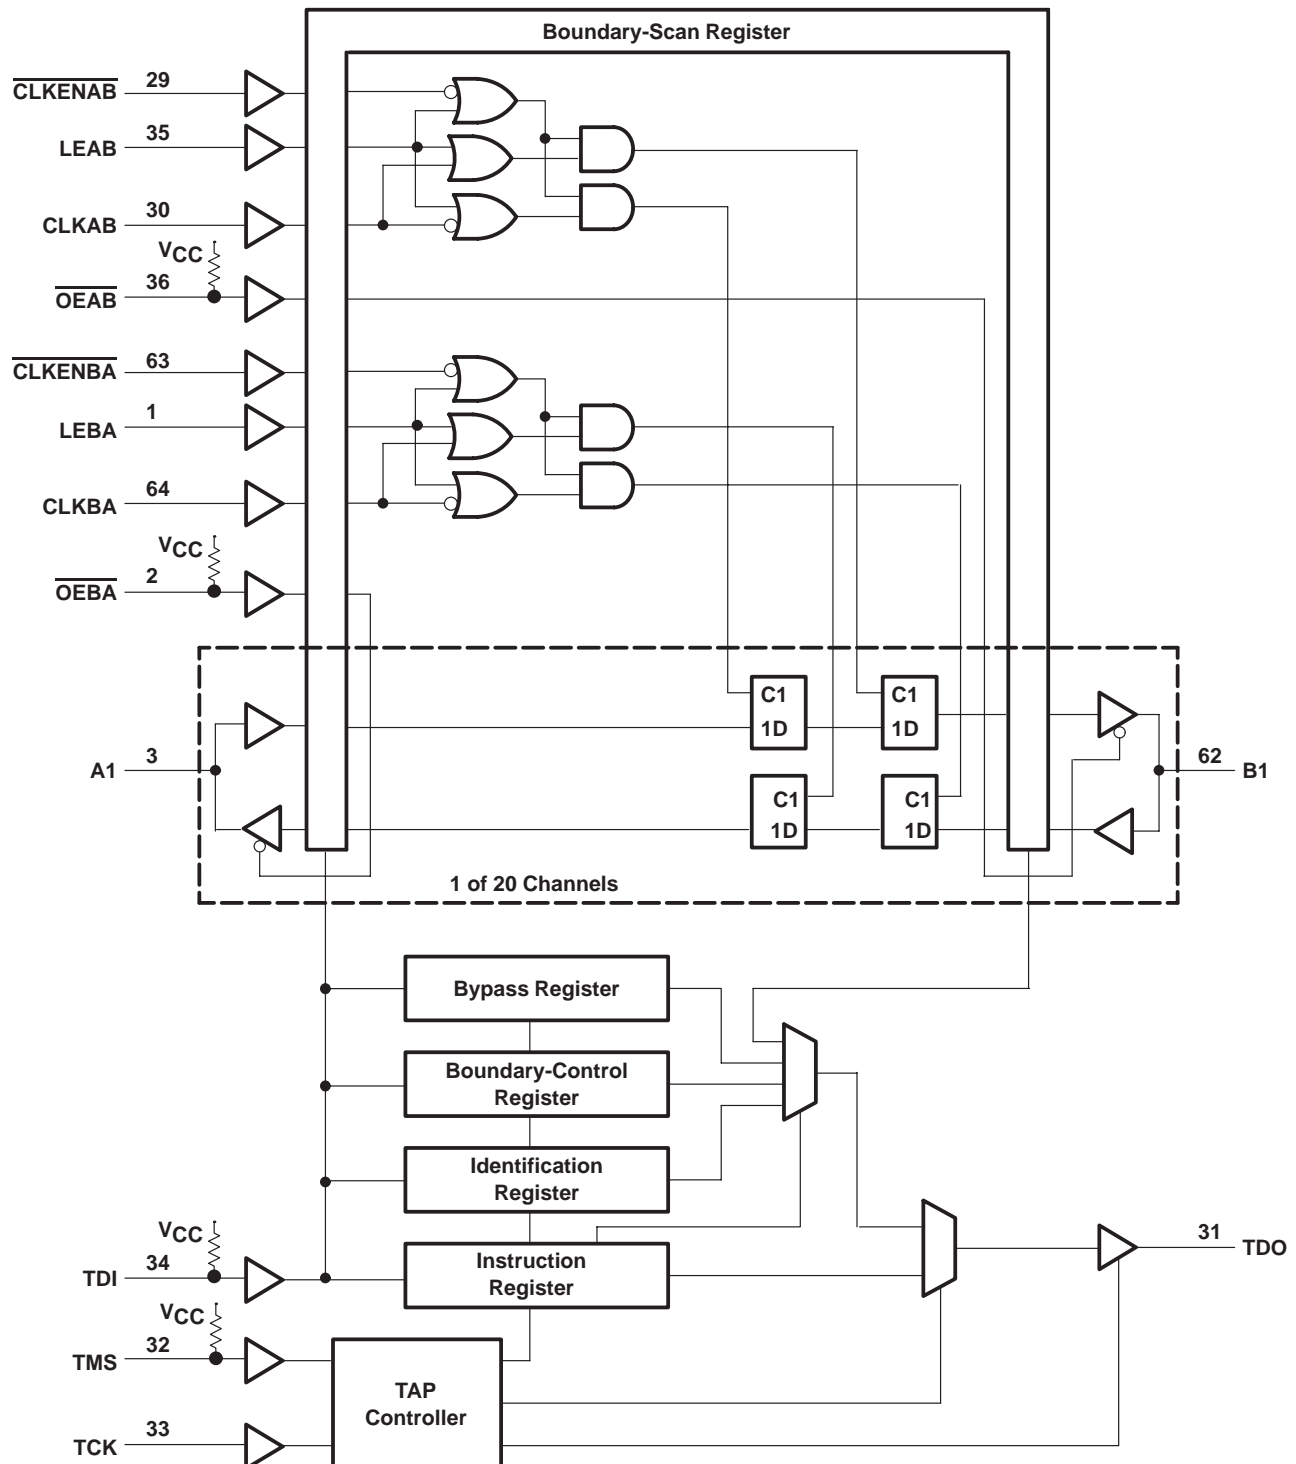 Boundary-Scan Register
CLKENAB 29
LEAB 35
CLKAB 30
VCC
OEAB 36
CLKENBA 63
LEBA 1
CLKBA 64
VCC
OEBA 2
C1
1D
C1
1D
A1 3
62 B1
C1
1D
C1
1D
1 of 20 Channels
Bypass Register
Boundary-Control
Register
Identification
Register
VCC
TDI 34
Instruction
Register
31 TDO
VCC
TMS 32
TAP
Controller
TCK 33